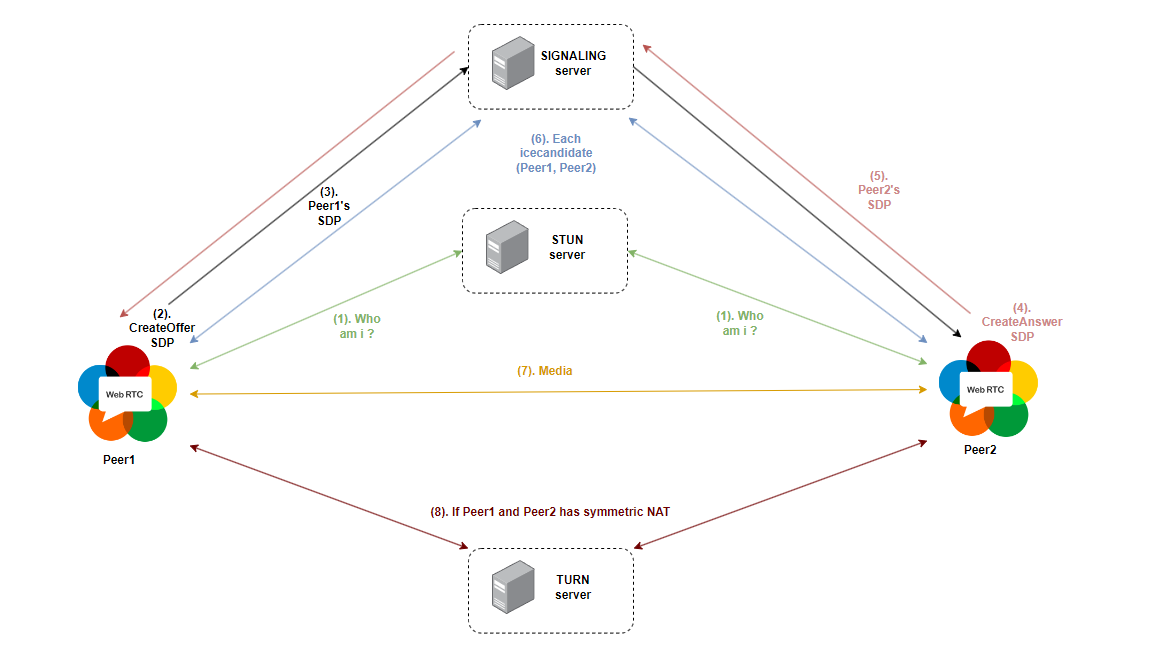 SIGNALING
server
(6). Each
icecandidate
(Peer1, Peer2)
(5).
Peer2's
SDP
(3).
Peer1's
SDP
STUN
server
(2).
CreateOffer
SDP
(1). Who
am i ?
(1). Who
am i ?
(4).
CreateAnswer
SDP
(7). Media
Web RTC
Web RTC
Peer1
Peer2
(8). If Peer1 and Peer2 has symmetric NAT
TURN
server